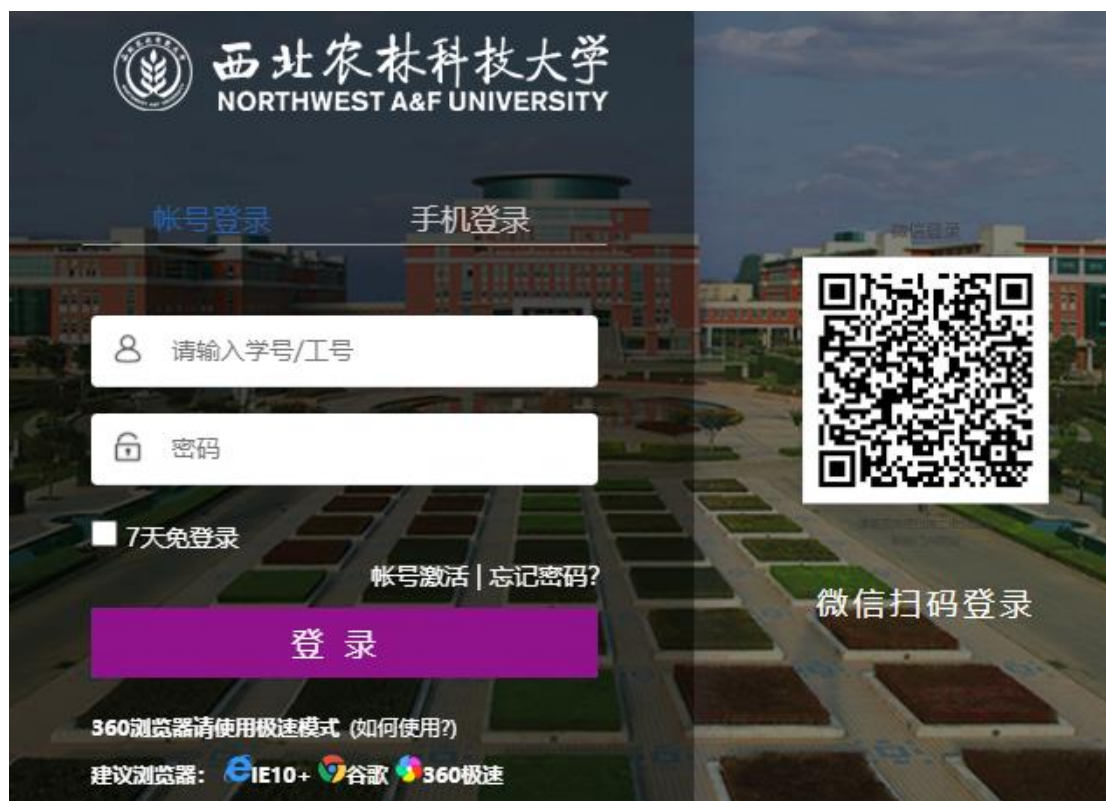 西北农林科技大学
NORTHWEST A&F UNIVERSITY
帐号登录
手机登录
微信登录
请输入学号/工号
密码
7天免登录
帐号激活 | 忘记密码?
登 录
微信扫码登录
360浏览器请使用极速模式 (如何使用?)
建议浏览器： IE10+ 谷歌 360极速